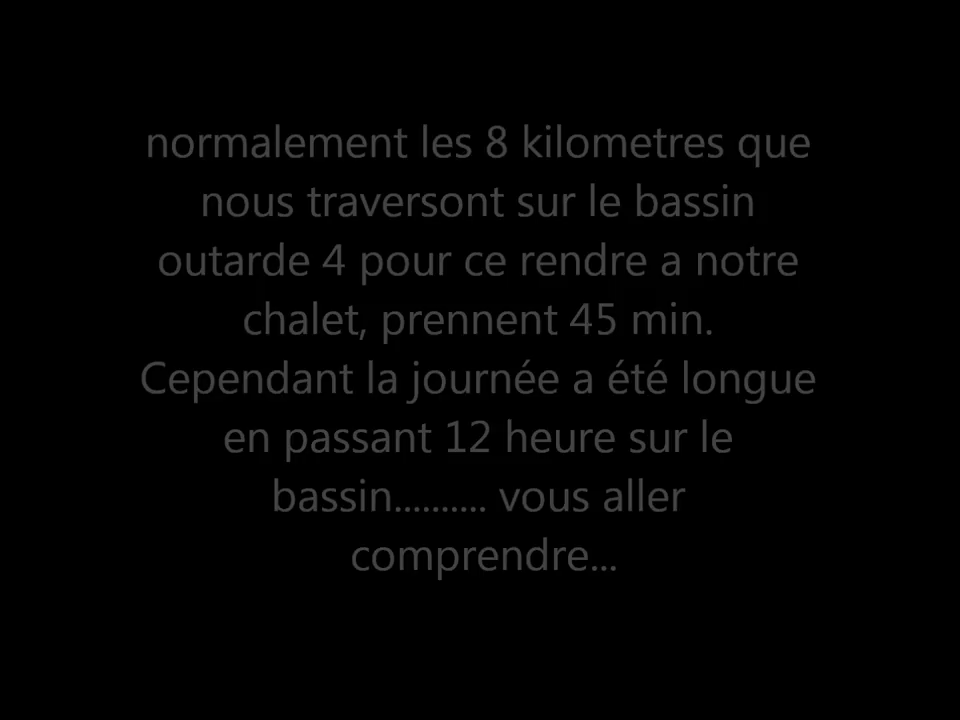 normalement les 8 kilometres que
nous traversont sur le bassin
outarde 4 pour ce rendre a notre
chalet, prennent 45 min.
Cependant la journée a été longue
en passant 12 heure sur le
bassin.......... vous aller
comprendre...